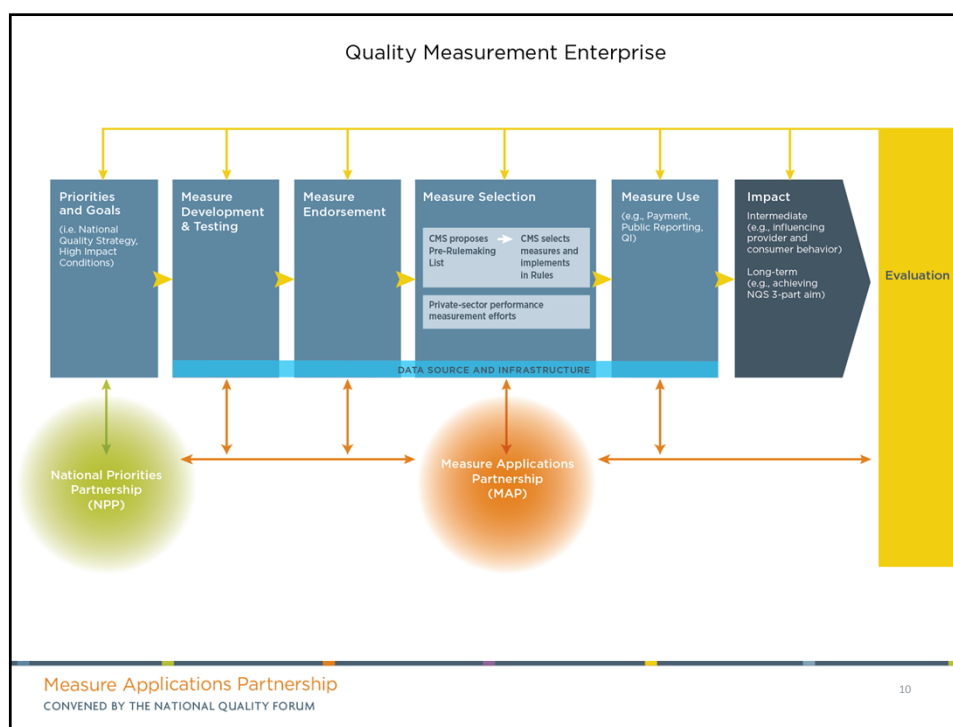 Quality Measurement Enterprise
Priorities
and Goals
(i.e. National
Quality Strategy,
High Impact
Conditions)
Measure
Development
& Testing
Measure
Endorsement
Measure Selection
CMS proposes
Pre-Rulemaking
List
CMS selects
measures and
implements
in Rules
Private-sector performance
measurement efforts
Measure Use
(e.g., Payment,
Public Reporting,
QI)
Impact
Intermediate
(e.g., influencing
provider and
consumer behavior)
Long-term
(e.g., achieving
NQS 3-part aim)
Evaluation
DATA SOURCE AND INFRASTRUCTURE
National Priorities
Partnership
(NPP)
Measure Applications
Partnership
(MAP)
Measure Applications Partnership
CONVENED BY THE NATIONAL QUALITY FORUM
10